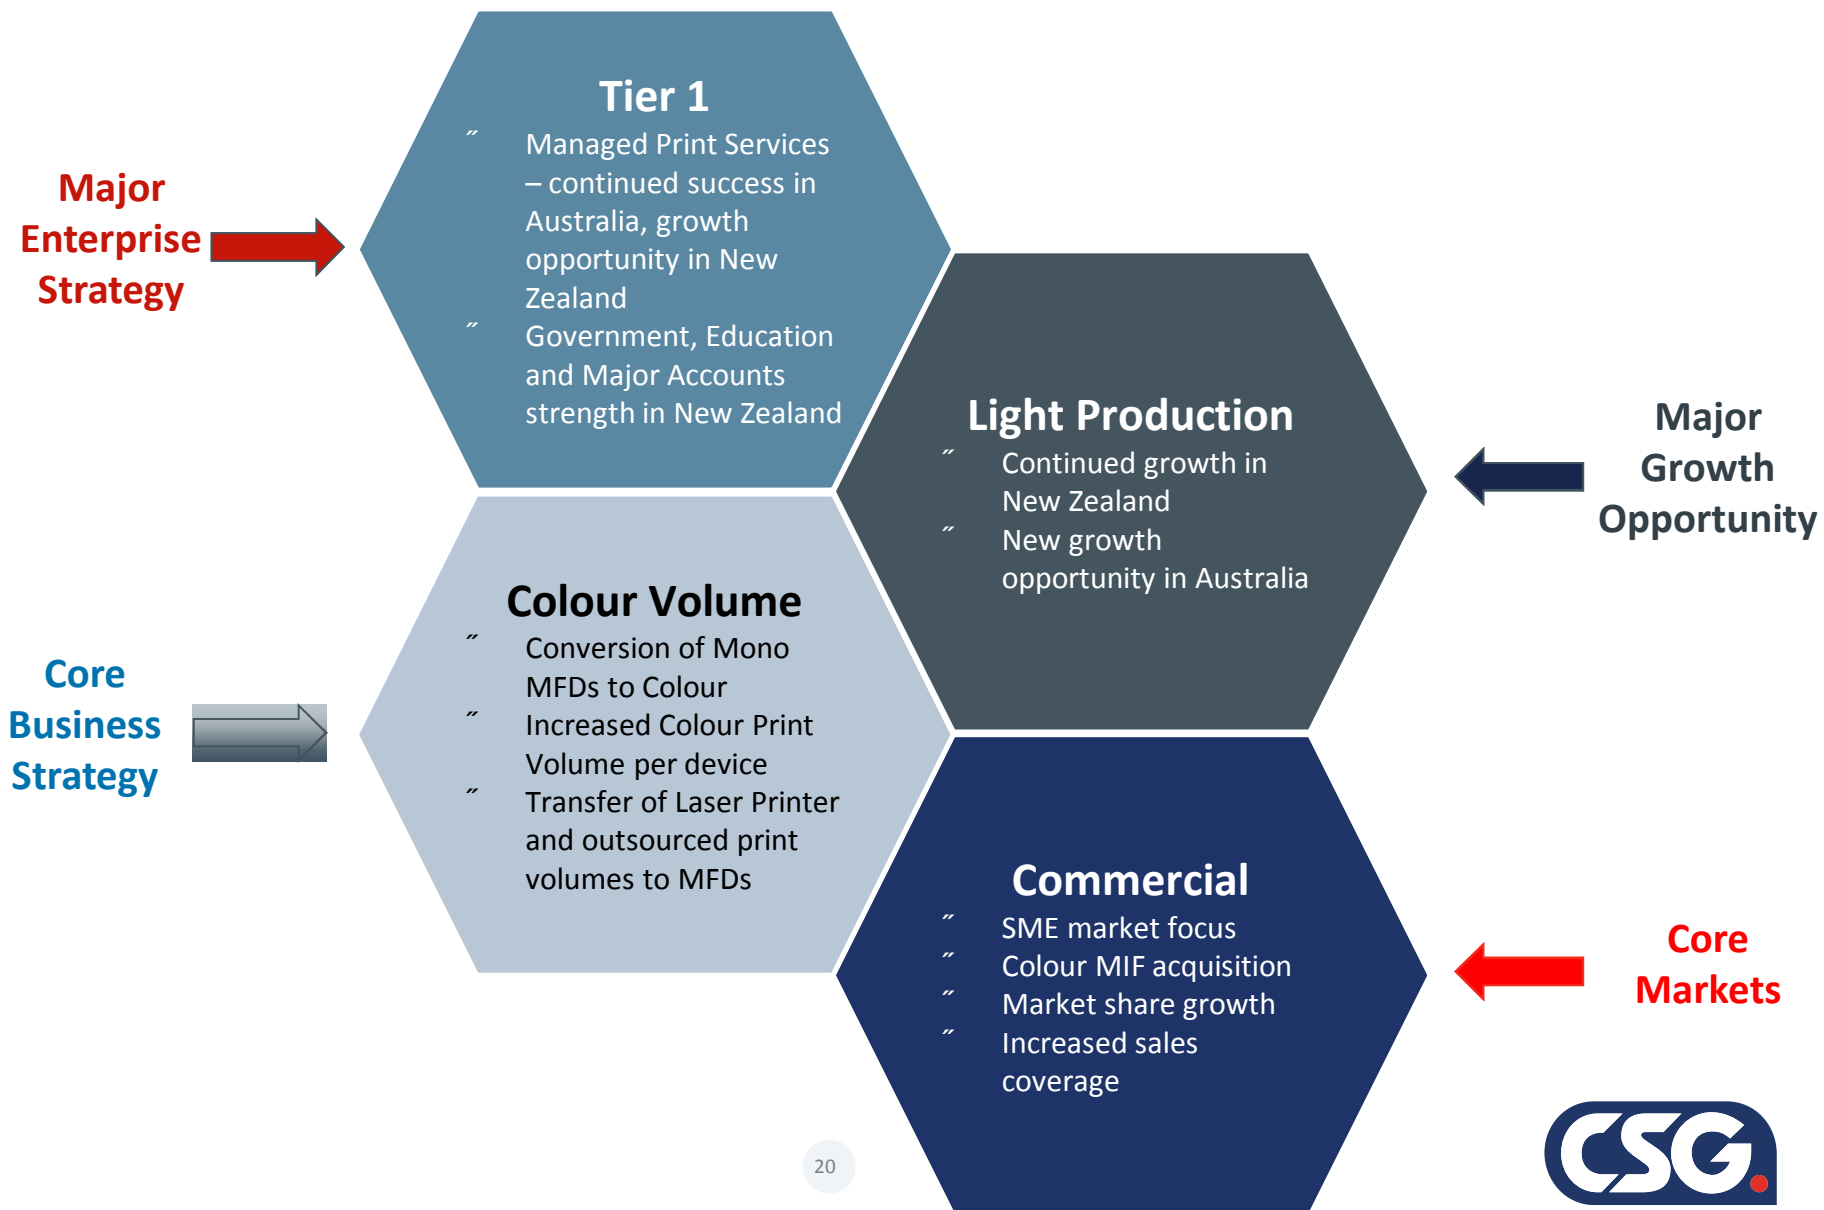 Major
Enterprise
Strategy
Tier 1
˝ Managed Print Services
– continued success in
Australia, growth
opportunity in New
Zealand
˝ Government, Education
and Major Accounts
strength in New Zealand
Light Production
˝ Continued growth in
New Zealand
˝ New growth
opportunity in Australia
Major
Growth
Opportunity
Core
Business
Strategy
Colour Volume
˝ Conversion of Mono
MFDs to Colour
˝ Increased Colour Print
Volume per device
˝ Transfer of Laser Printer
and outsourced print
volumes to MFDs
Commercial
˝ SME market focus
˝ Colour MIF acquisition
˝ Market share growth
˝ Increased sales
coverage
Core
Markets
20
CSG.